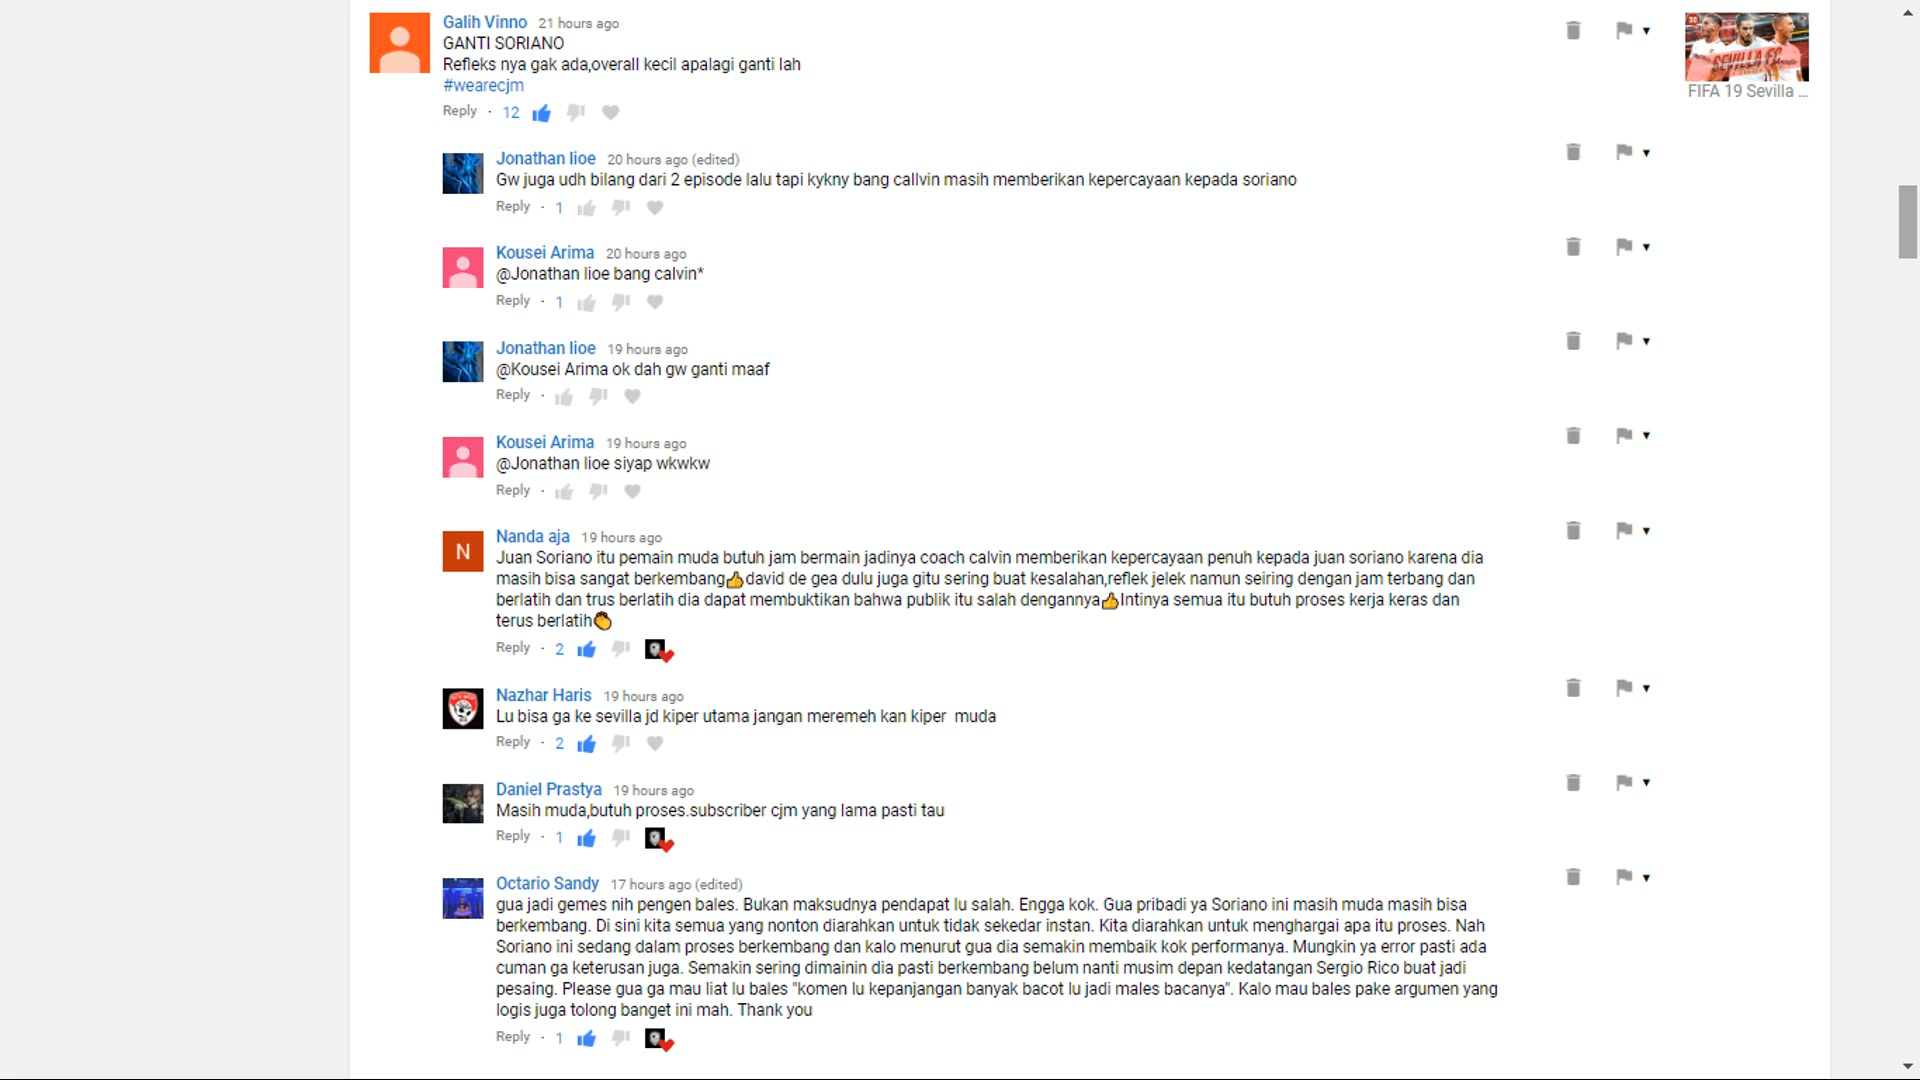 Galih Vinno 21 hours ago
GANTI SORIANO
Refleks nya gak ada,overall kecil apalagi ganti lah
#wearecjm
Reply · 12
FIFA 19 Sevilla ...
Jonathan lioe 20 hours ago (edited)
Gw juga udh bilang dari 2 episode lalu tapi kykny bang callvin masih memberikan kepercayaan kepada soriano
Reply · 1
Kousei Arima 20 hours ago
@Jonathan lioe bang calvin*
Reply · 1
Jonathan lioe 19 hours ago
@Kousei Arima ok dah gw ganti maaf
Reply ·
Kousei Arima 19 hours ago
@Jonathan lioe siyap wkwkw
Reply ·
N
Nanda aja 19 hours ago
Juan Soriano itu pemain muda butuh jam bermain jadinya coach calvin memberikan kepercayaan penuh kepada juan soriano karena dia
masih bisa sangat berkembang👍david de gea dulu juga gitu sering buat kesalahan,reflek jelek namun seiring dengan jam terbang dan
berlatih dan trus berlatih dia dapat membuktikan bahwa publik itu salah dengannya👍Intinya semua itu butuh proses kerja keras dan
terus berlatih👏
Reply · 2
Nazhar Haris 19 hours ago
Lu bisa ga ke sevilla jd kiper utama jangan meremeh kan kiper  muda
Reply · 2
Daniel Prastya 19 hours ago
Masih muda,butuh proses.subscriber cjm yang lama pasti tau
Reply · 1
Octario Sandy 17 hours ago (edited)
gua jadi gemes nih pengen bales. Bukan maksudnya pendapat lu salah. Engga kok. Gua pribadi ya Soriano ini masih muda masih bisa
berkembang. Di sini kita semua yang nonton diarahkan untuk tidak sekedar instan. Kita diarahkan untuk menghargai apa itu proses. Nah
Soriano ini sedang dalam proses berkembang dan kalo menurut gua dia semakin membaik kok performanya. Mungkin ya error pasti ada
cuman ga keterusan juga. Semakin sering dimainin dia pasti berkembang belum nanti musim depan kedatangan Sergio Rico buat jadi
pesaing. Please gua ga mau liat lu bales "komen lu kepanjangan banyak bacot lu jadi males bacanya". Kalo mau bales pake argumen yang
logis juga tolong banget ini mah. Thank you
Reply · 1